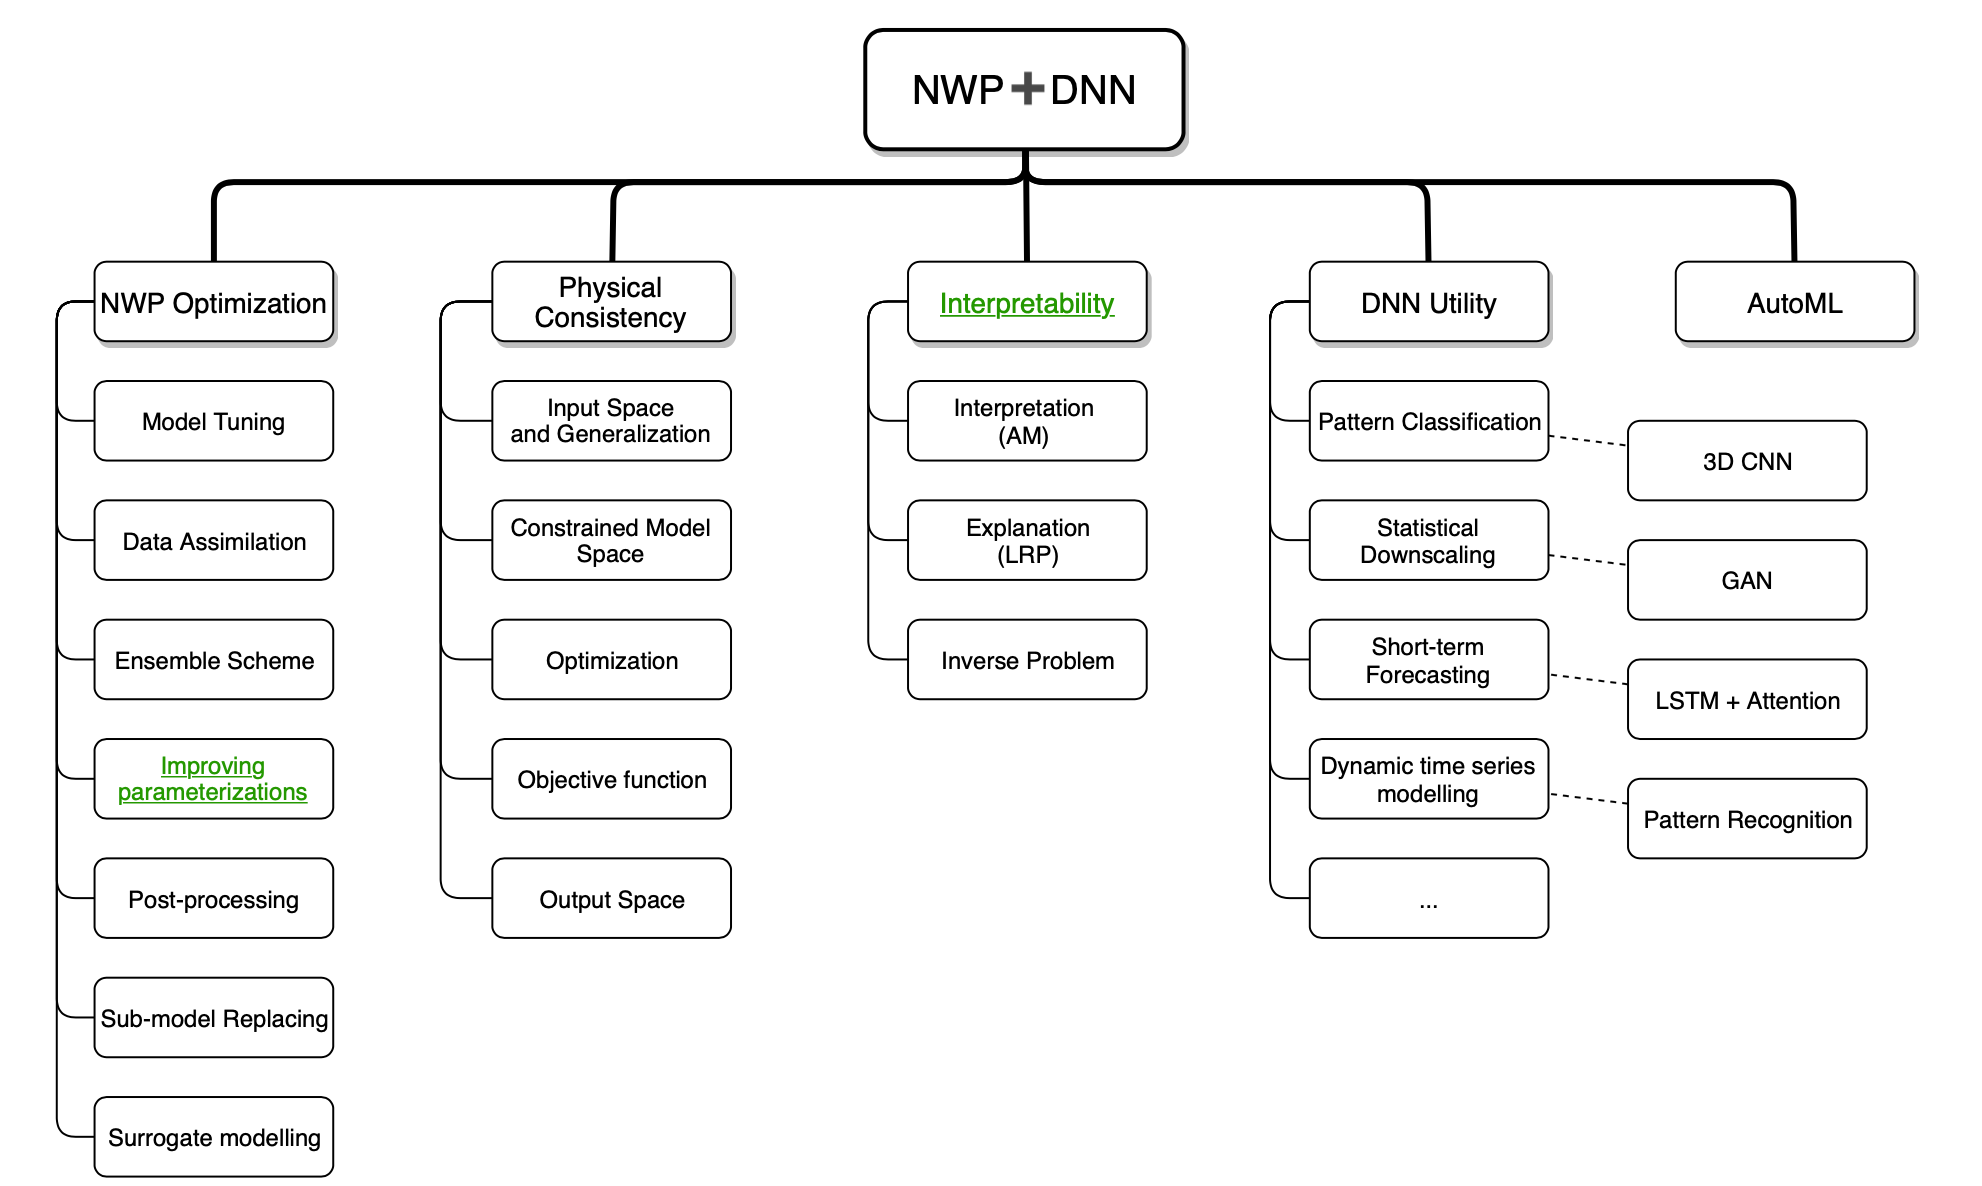 NWP➕DNN
NWP Optimization
Model Tuning
Data Assimilation
Ensemble Scheme
Improving
parameterizations
Post-processing
Sub-model Replacing
Surrogate modelling
Physical
Consistency
Input Space
and Generalization
Constrained Model
Space
Optimization
Objective function
Output Space
Interpretability
Interpretation
(AM)
Explanation
(LRP)
Inverse Problem
DNN Utility
Pattern Classification
Statistical
Downscaling
Short-term
Forecasting
Dynamic time series
modelling
...
AutoML
3D CNN
GAN
LSTM + Attention
Pattern Recognition